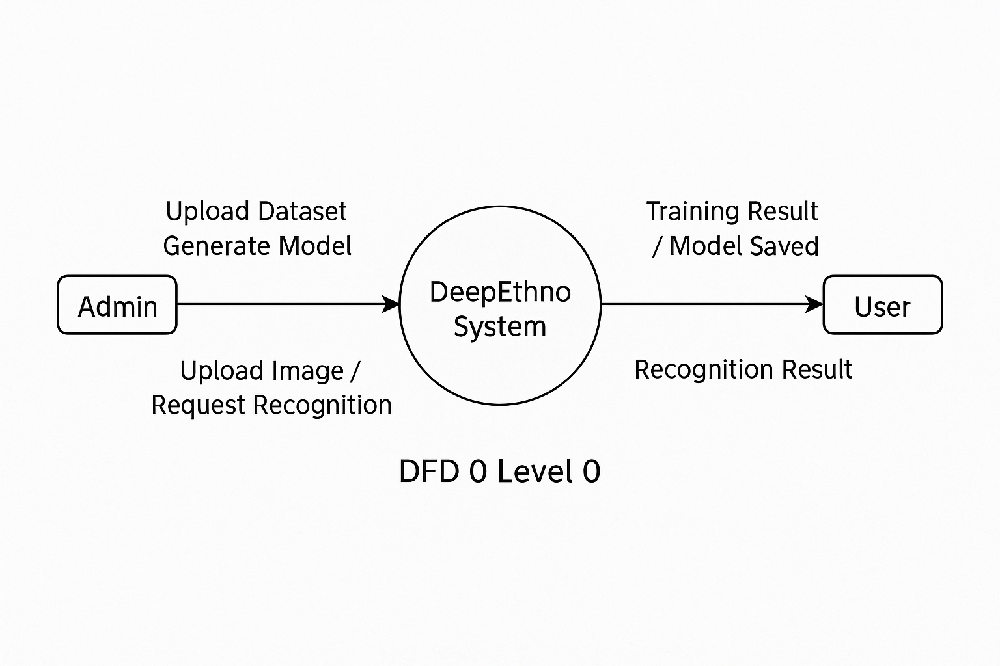 Upload Dataset
Generate Model
Training Result
/ Model Saved
Admin
DeepEthno
System
User
Upload Image /
Request Recognition
Recognition Result
DFD 0 Level 0